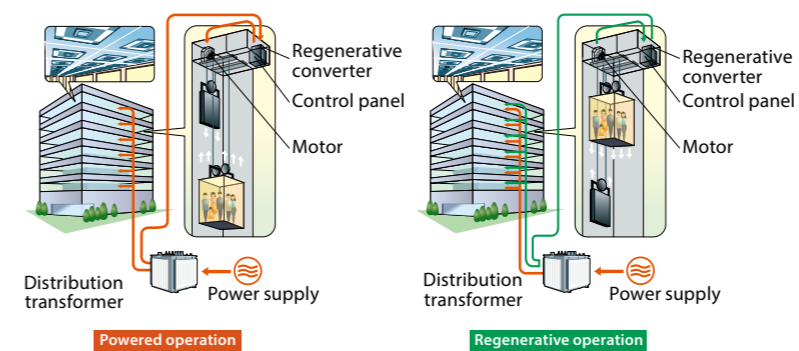 Regenerative
converter
Control panel
Motor
Distribution
transformer
Power supply
Powered operation
Regenerative
converter
Control panel
Motor
Distribution
transformer
Power supply
Regenerative operation